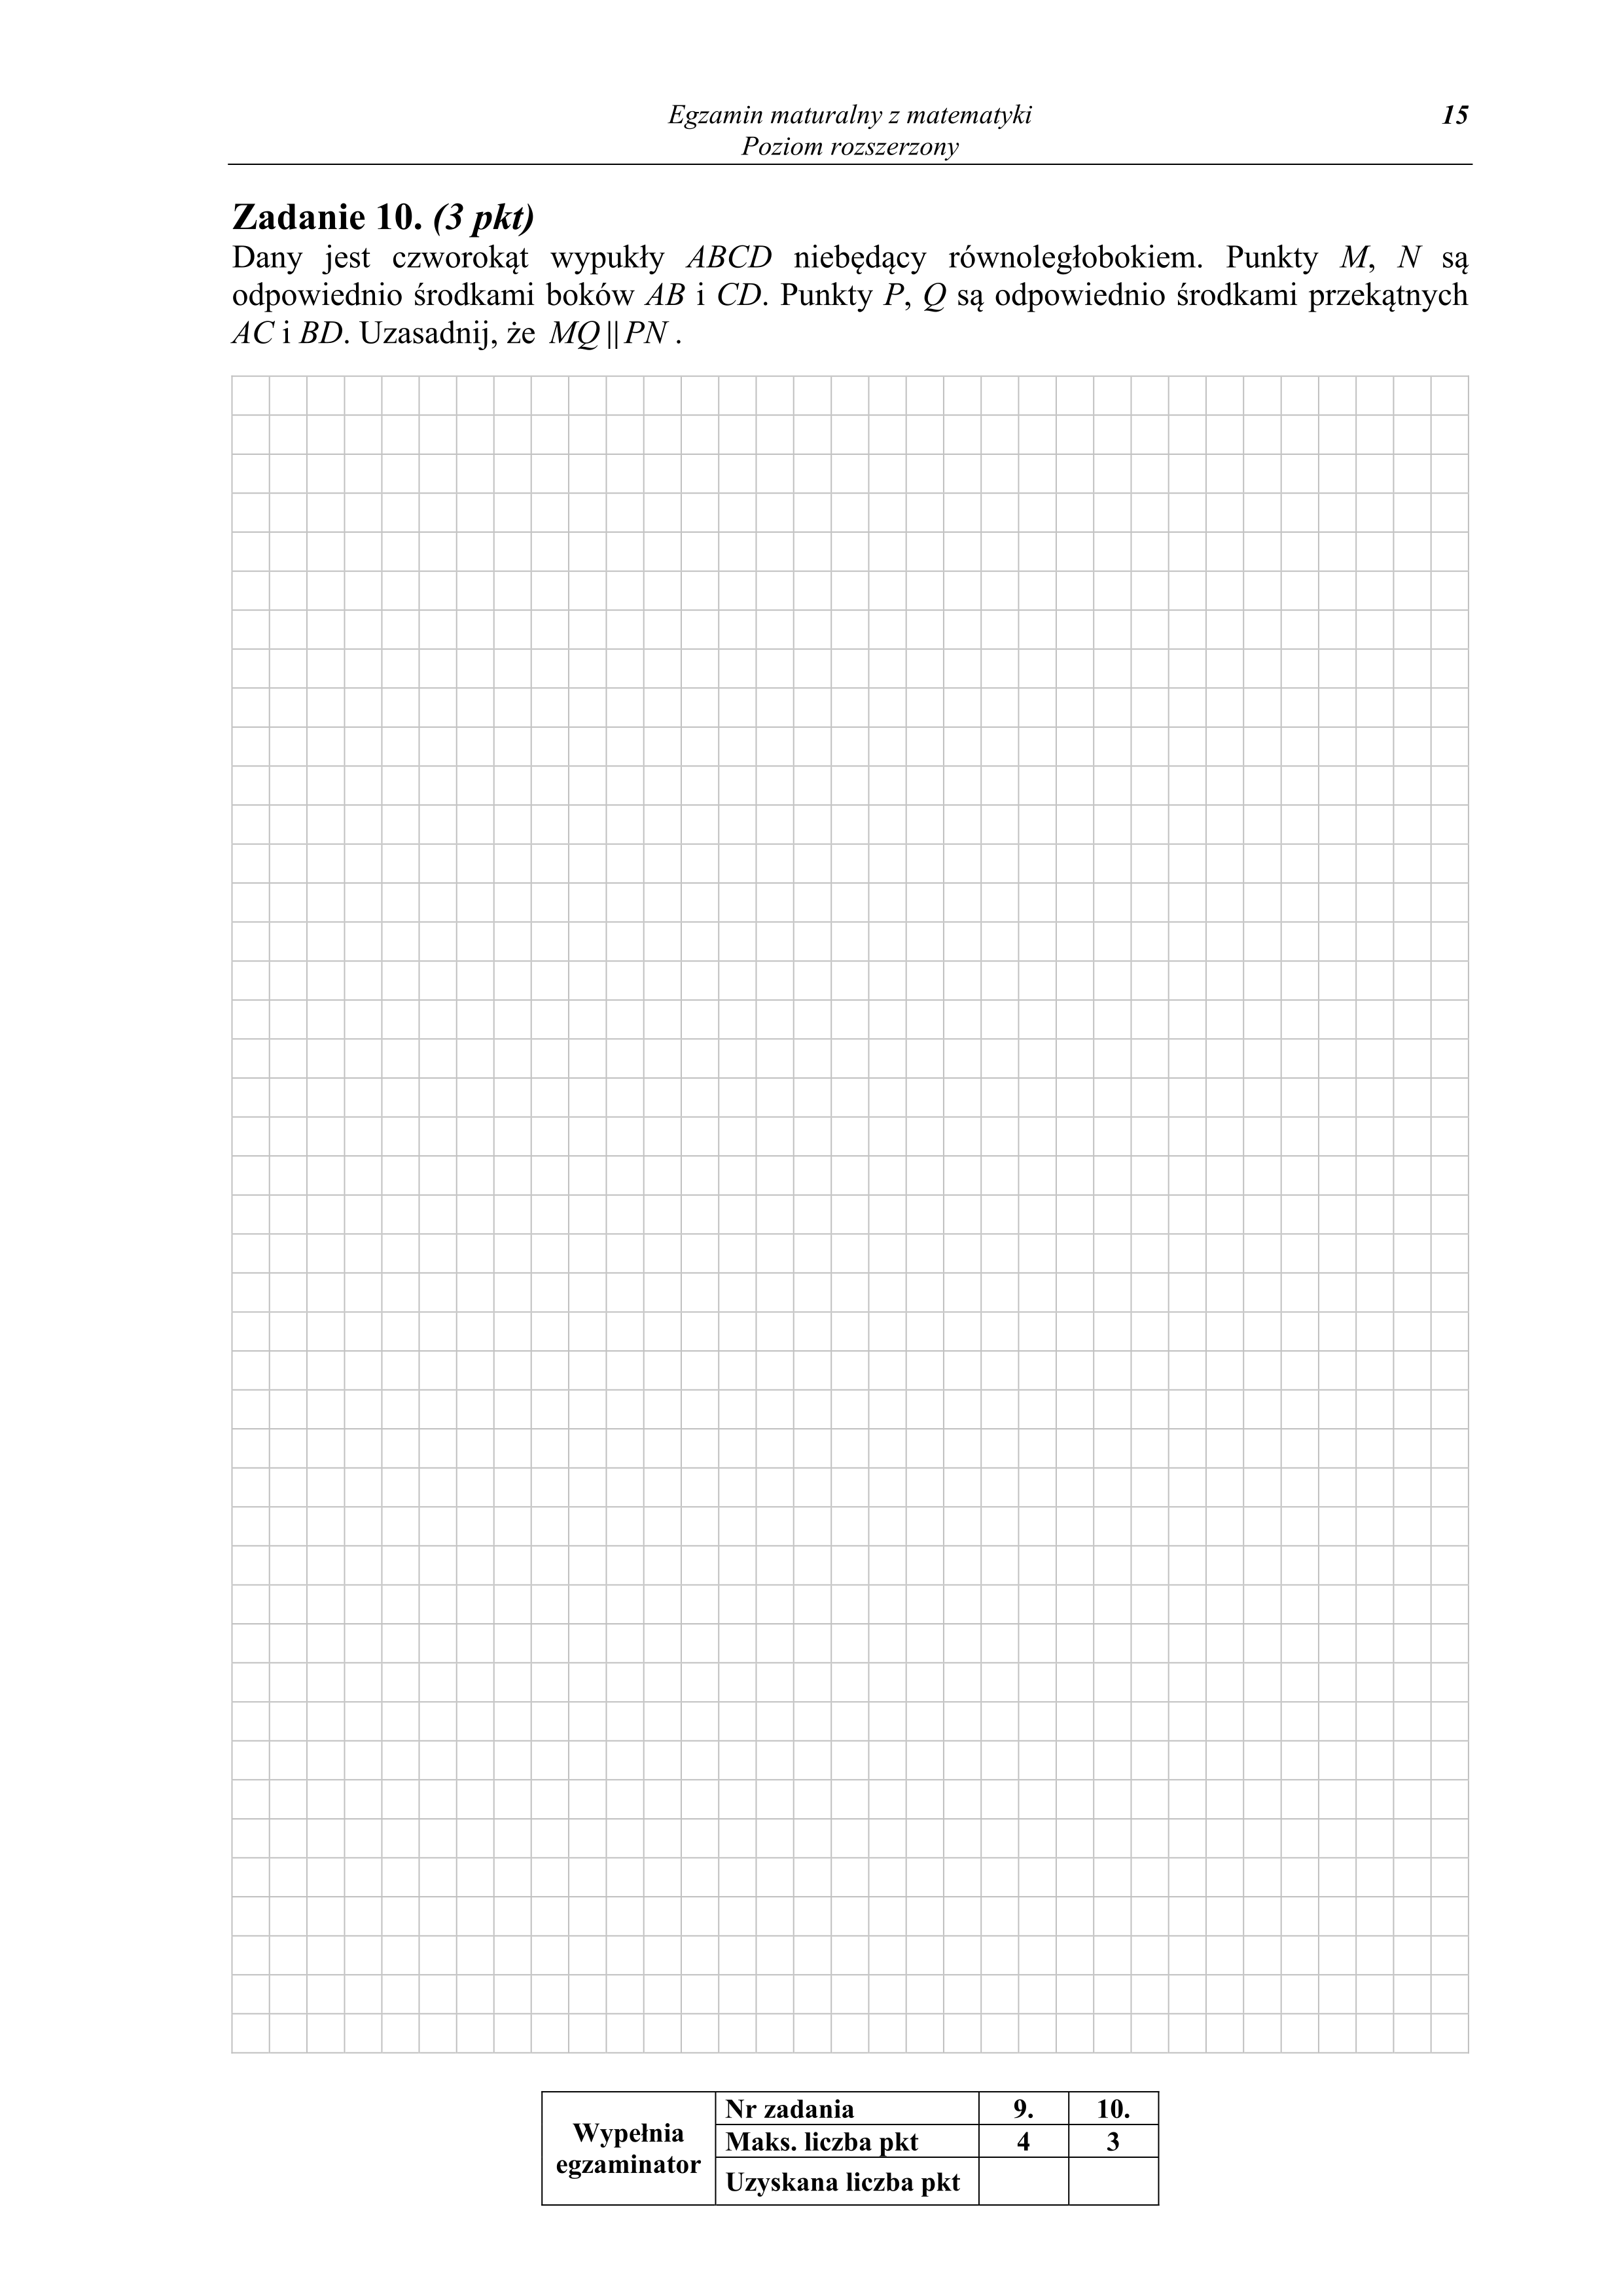 Egzamin maturalny z matematyki
15
Poziom rozszerzony
Zadanie 10. (3 pkt)
Dany jest czworokąt wypukły ABCD niebędący równoległobokiem. Punkty M, N są
odpowiednio środkami boków AB i CD. Punkty P, Q są odpowiednio środkami przekątnych
AC i BD. Uzasadnij, że MQ || PN .
Wypełnia
egzaminator
Nr zadania 9. 10.
Maks. liczba pkt 4 3
Uzyskana liczba pkt